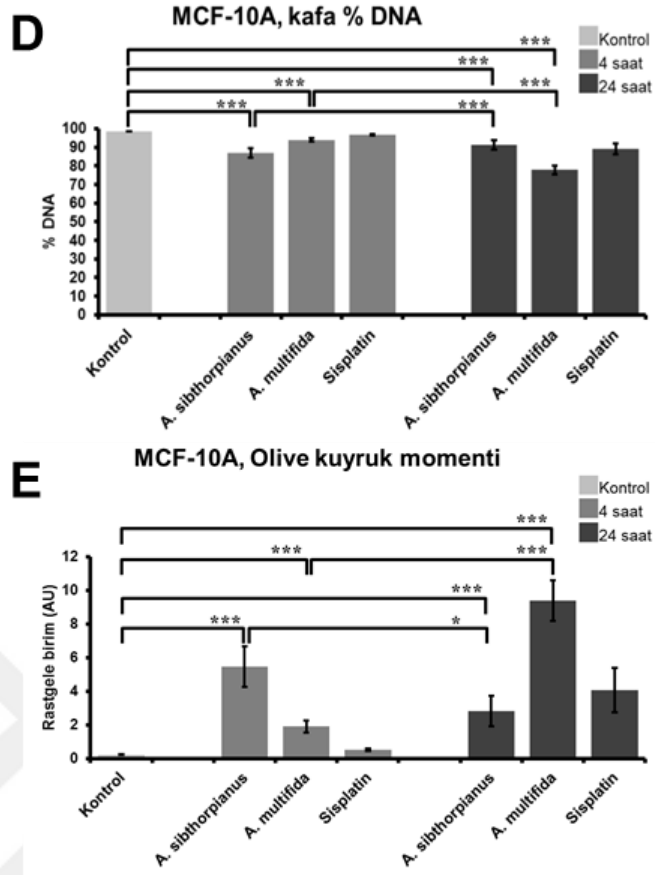 D
MCF-10A, kafa % DNA
Kontrol
4 saat
24 saat
***
***
*** ***
*** ***
100
90
80
70
60
50
40
30
20
10
0
% DNA
Kontrol
A. sibthorpianus
A. multifida
Sisplatin
A. sibthorpianus
A. multifida
Sisplatin
E
MCF-10A, Olive kuyruk momenti
Kontrol
4 saat
24 saat
***
*** ***
***
*** *
12
10
8
6
4
2
0
Rastgele birim (AU)
Kontrol
A. sibthorpianus
A. multifida
Sisplatin
A. sibthorpianus
A. multifida
Sisplatin